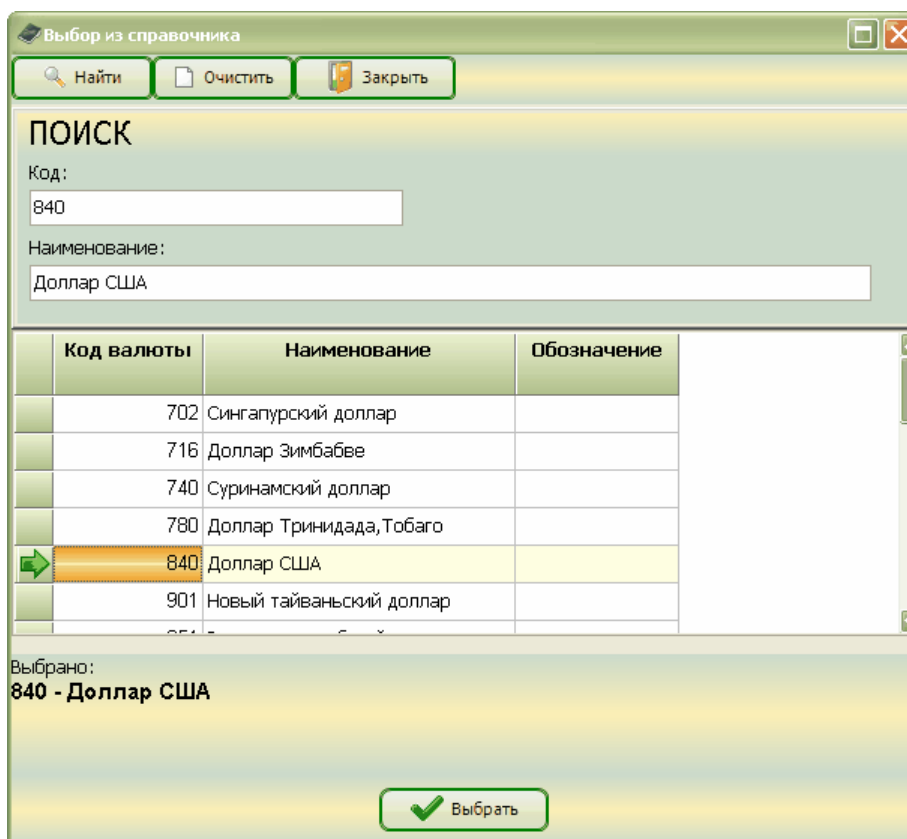 Выбор из справочника
Найти Очистить Закрыть
ПОИСК
Код:
840
Наименование:
Доллар США
Код валюты Наименование Обозначение
702 Сингапурский доллар
716 Доллар Зимбабве
740 Суринамский доллар
780 Доллар Тринидада,Тобаго
840 Доллар США
901 Новый тайваньский доллар
Выбрано:
840 - Доллар США
Выбрать